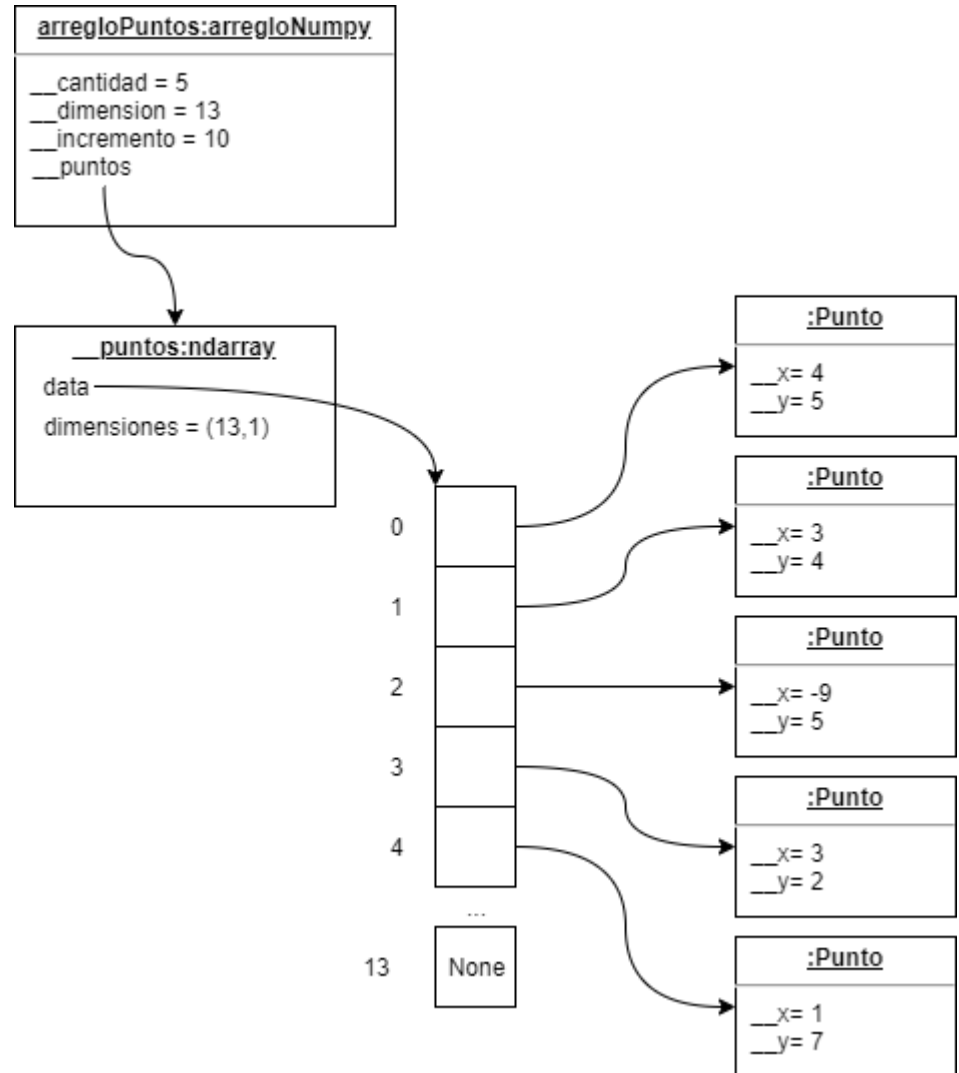 arregloPuntos:arregloNumpy
__cantidad = 5
__dimension = 13
__incremento = 10
__puntos
__puntos:ndarray
data
dimensiones = (13,1)
0
1
2
3
4
...
13
None
:Punto
__x= 4
__y= 5
:Punto
__x= 3
__y= 4
:Punto
__x= -9
__y= 5
:Punto
__x= 3
__y= 2
:Punto
__x= 1
__y= 7